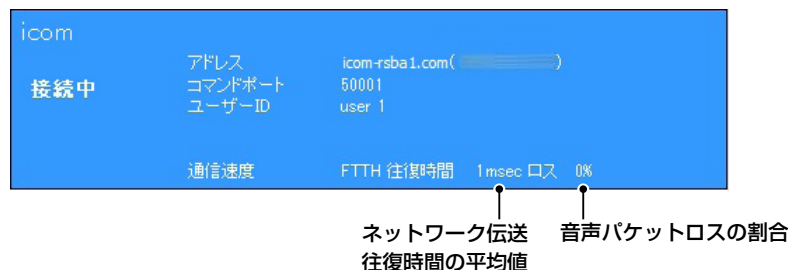 icom
接続中
アドレス icom-rsba1.com( )
コマンドポート 50001
ユーザーID user 1
通信速度 FTTH 往復時間 1msec ロス 0%
ネットワーク伝送
往復時間の平均値
音声パケットロスの割合